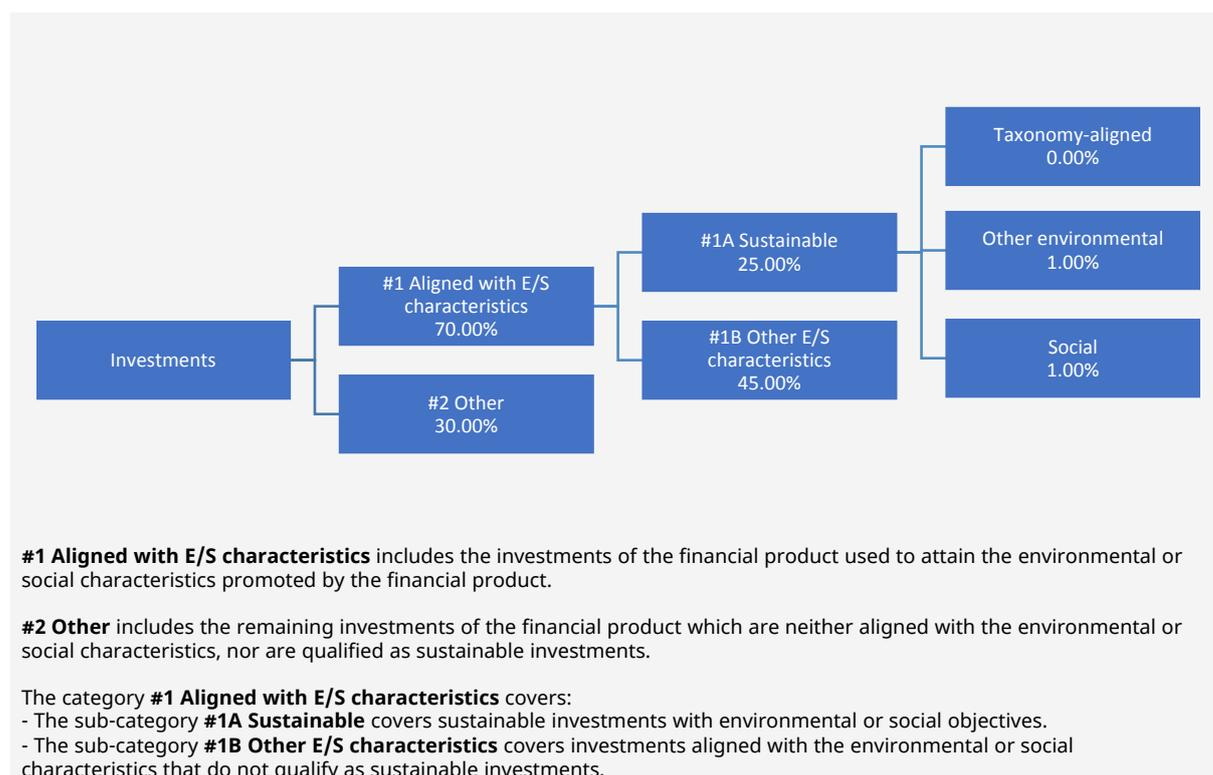 Taxonomy-aligned
0.00%
#1A Sustainable
25.00%
Other environmental
1.00%
#1 Aligned with E/S
characteristics
70.00%
Investments
#1B Other E/S
characteristics
45.00%
Social
1.00%
#2 Other
30.00%
#1 Aligned with E/S characteristics includes the investments of the financial product used to attain the environmental or
social characteristics promoted by the financial product.
#2 Other includes the remaining investments of the financial product which are neither aligned with the environmental or
social characteristics, nor are qualified as sustainable investments.
The category #1 Aligned with E/S characteristics covers:
- The sub-category #1A Sustainable covers sustainable investments with environmental or social objectives.
- The sub-category #1B Other E/S characteristics covers investments aligned with the environmental or social
characteristics that do not qualify as sustainable investments.